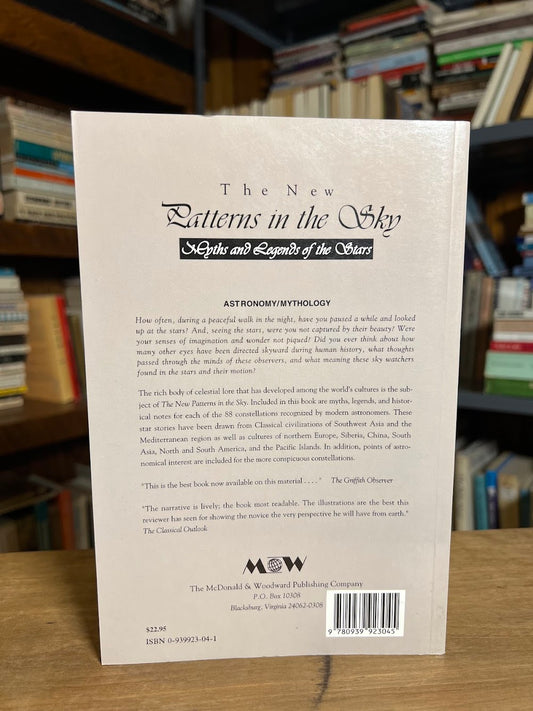 The New
Patterns in the Sky
Myths and Legends of the Stars
ASTRONOMY/MYTHOLOGY
How often, during a peaceful walk in the night, have you paused a while and looked
up at the stars? And, seeing the stars, were you not captured by their beauty? Were
your senses of imagination and wonder not piqued! Did you ever think about how
many other eyes have been directed skyward during human history, what thoughts
passed through the minds of these observers, and what meaning these sky watchers
found in the stars and their motion?
The rich body of celestial lore that has developed among the world's cultures is the sub-
ject of The New Patterns in the Sky. Included in this book are myths, legends, and histor-
ical notes for each of the 88 constellations recognized by modern astronomers. These
star stories have been drawn from Classical civilizations of Southwest Asia and the
Mediterranean region as well as cultures of northern Europe, Siberia, China, South
Asia, North and South America, and the Pacific Islands. In addition, points of astro-
nomical interest are included for the more conspicuous constellations.
"This is the best book now available on this material . . . ." The Griffith Observer
"The narrative is lively; the book most readable. The illustrations are the best this
reviewer has seen for showing the novice the very perspective he will have from earth."
The Classical Outlook
M W
The McDonald & Woodward Publishing Company
P.O. Box 10308
Blacksburg, Virginia 24062-0308
$22.95
ISBN 0-939923-04-1
9 780939 923045